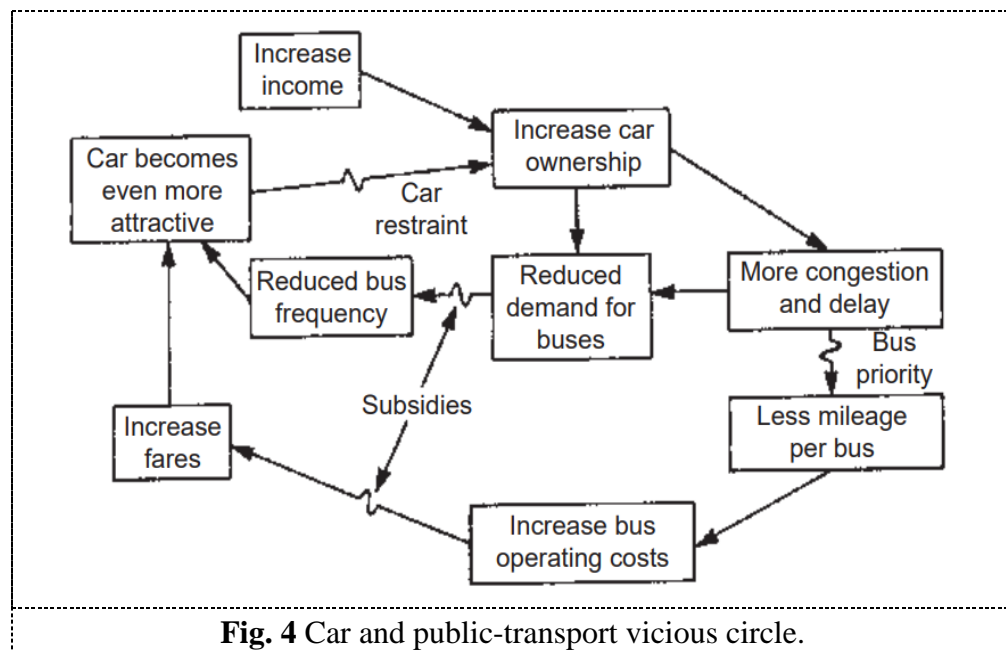 Increase
income
Increase car
ownership
Car becomes
even more
attractive
Car
restraint
Reduced bus
frequency
Reduced
demand for
buses
More congestion
and delay
Bus
priority
Subsidies
Less mileage
per bus
Increase
fares
Increase bus
operating costs
Fig. 4 Car and public-transport vicious circle.